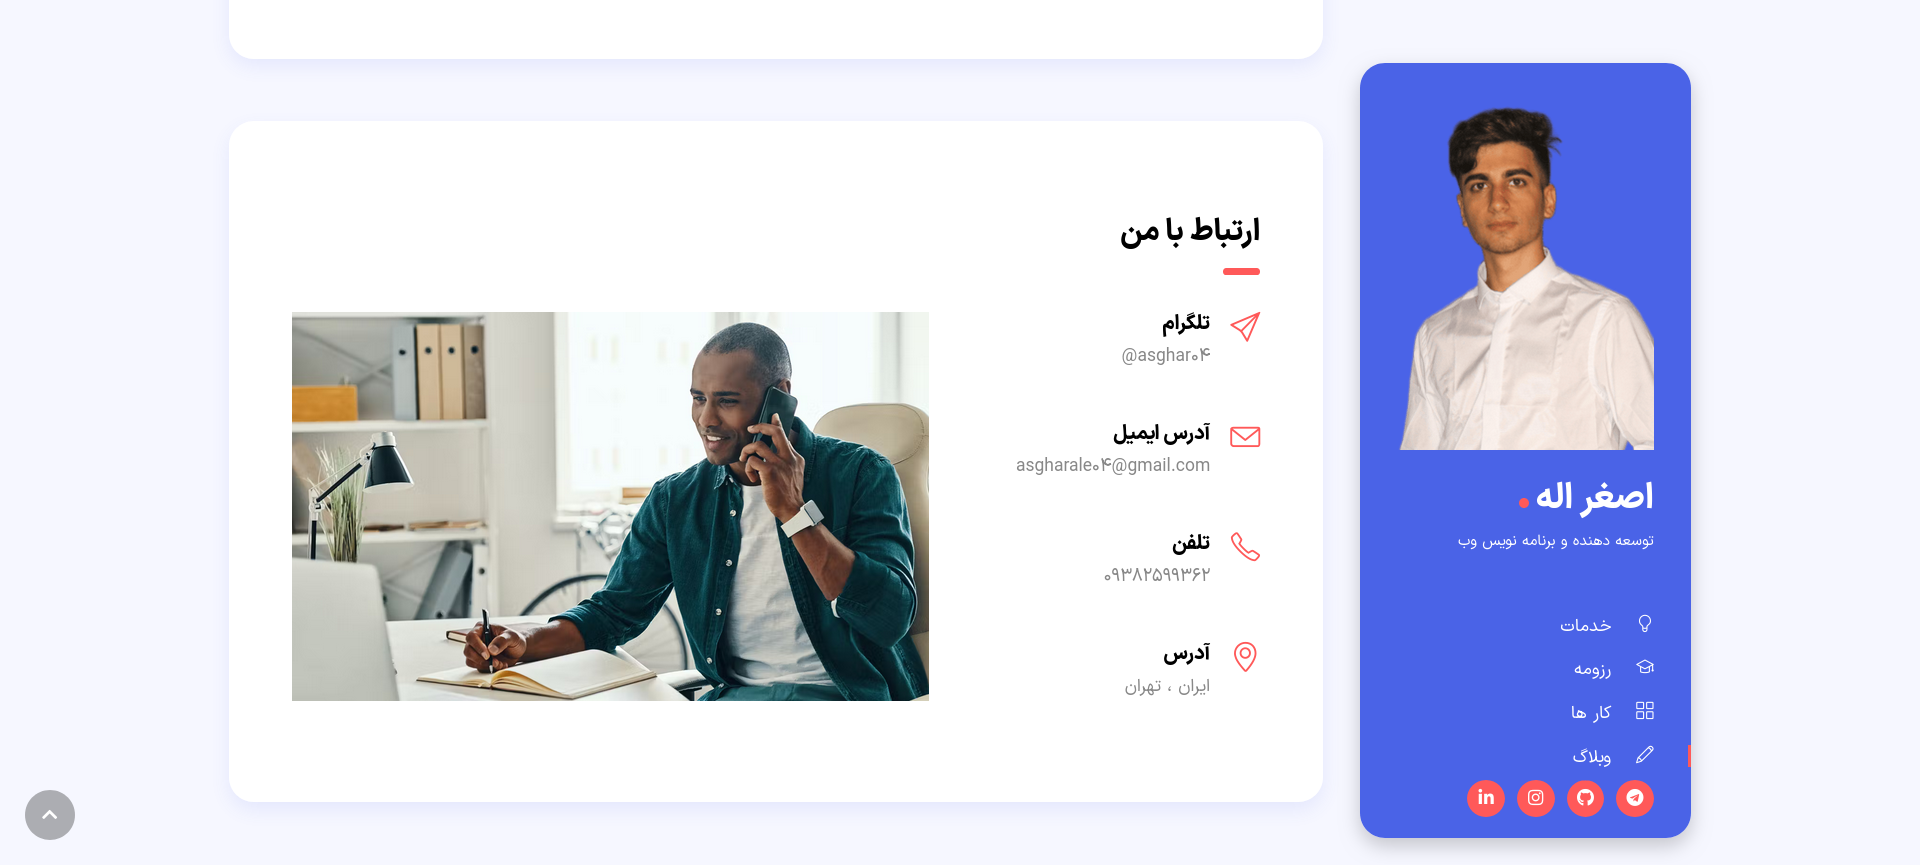 ارتباط با من
تلگرام
@asghar۰۴
آدرس ایمیل
asgharale۰۴@gmail.com
تلفن
۰۹۳۸۲۵۹۹۳۶۲
آدرس
ایران ، تهران
اصغر اله
توسعه دهنده و برنامه نویس وب
خدمات
رزومه
کار ها
وبلاگ
in